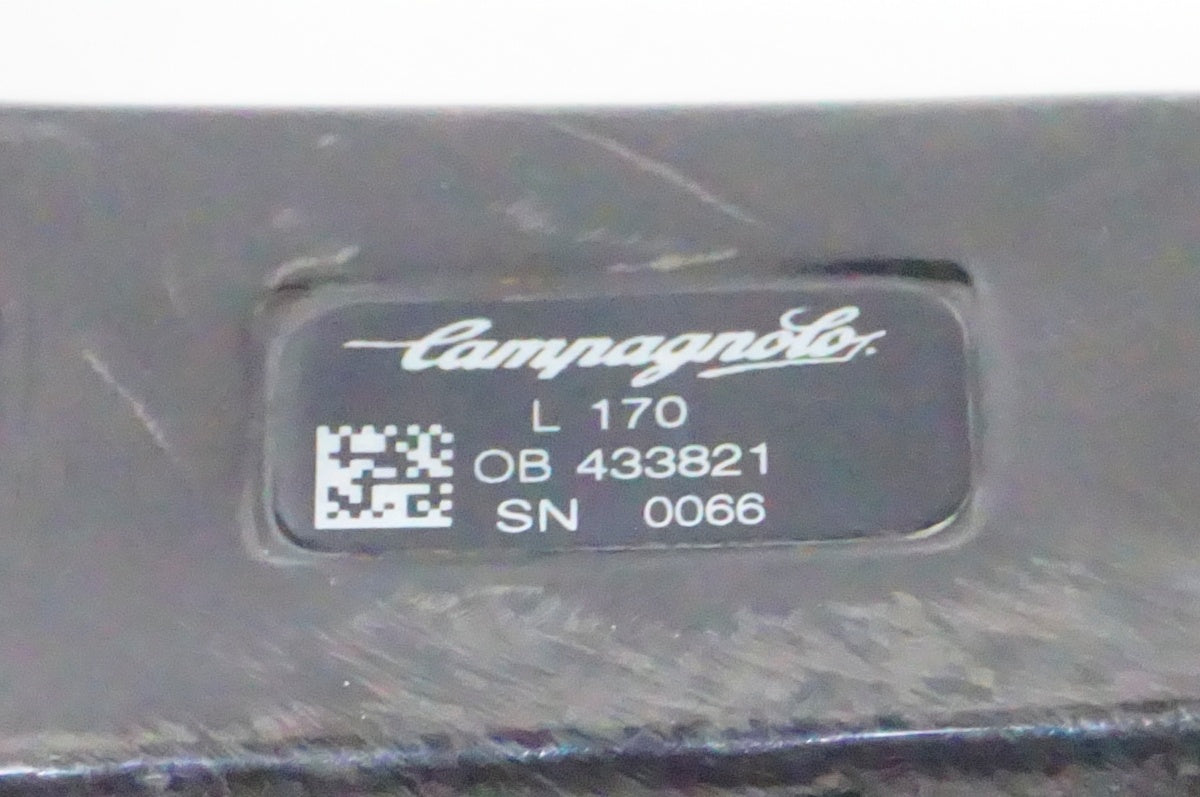 Campagnolo.
L 170
OB 433821
SN 0066